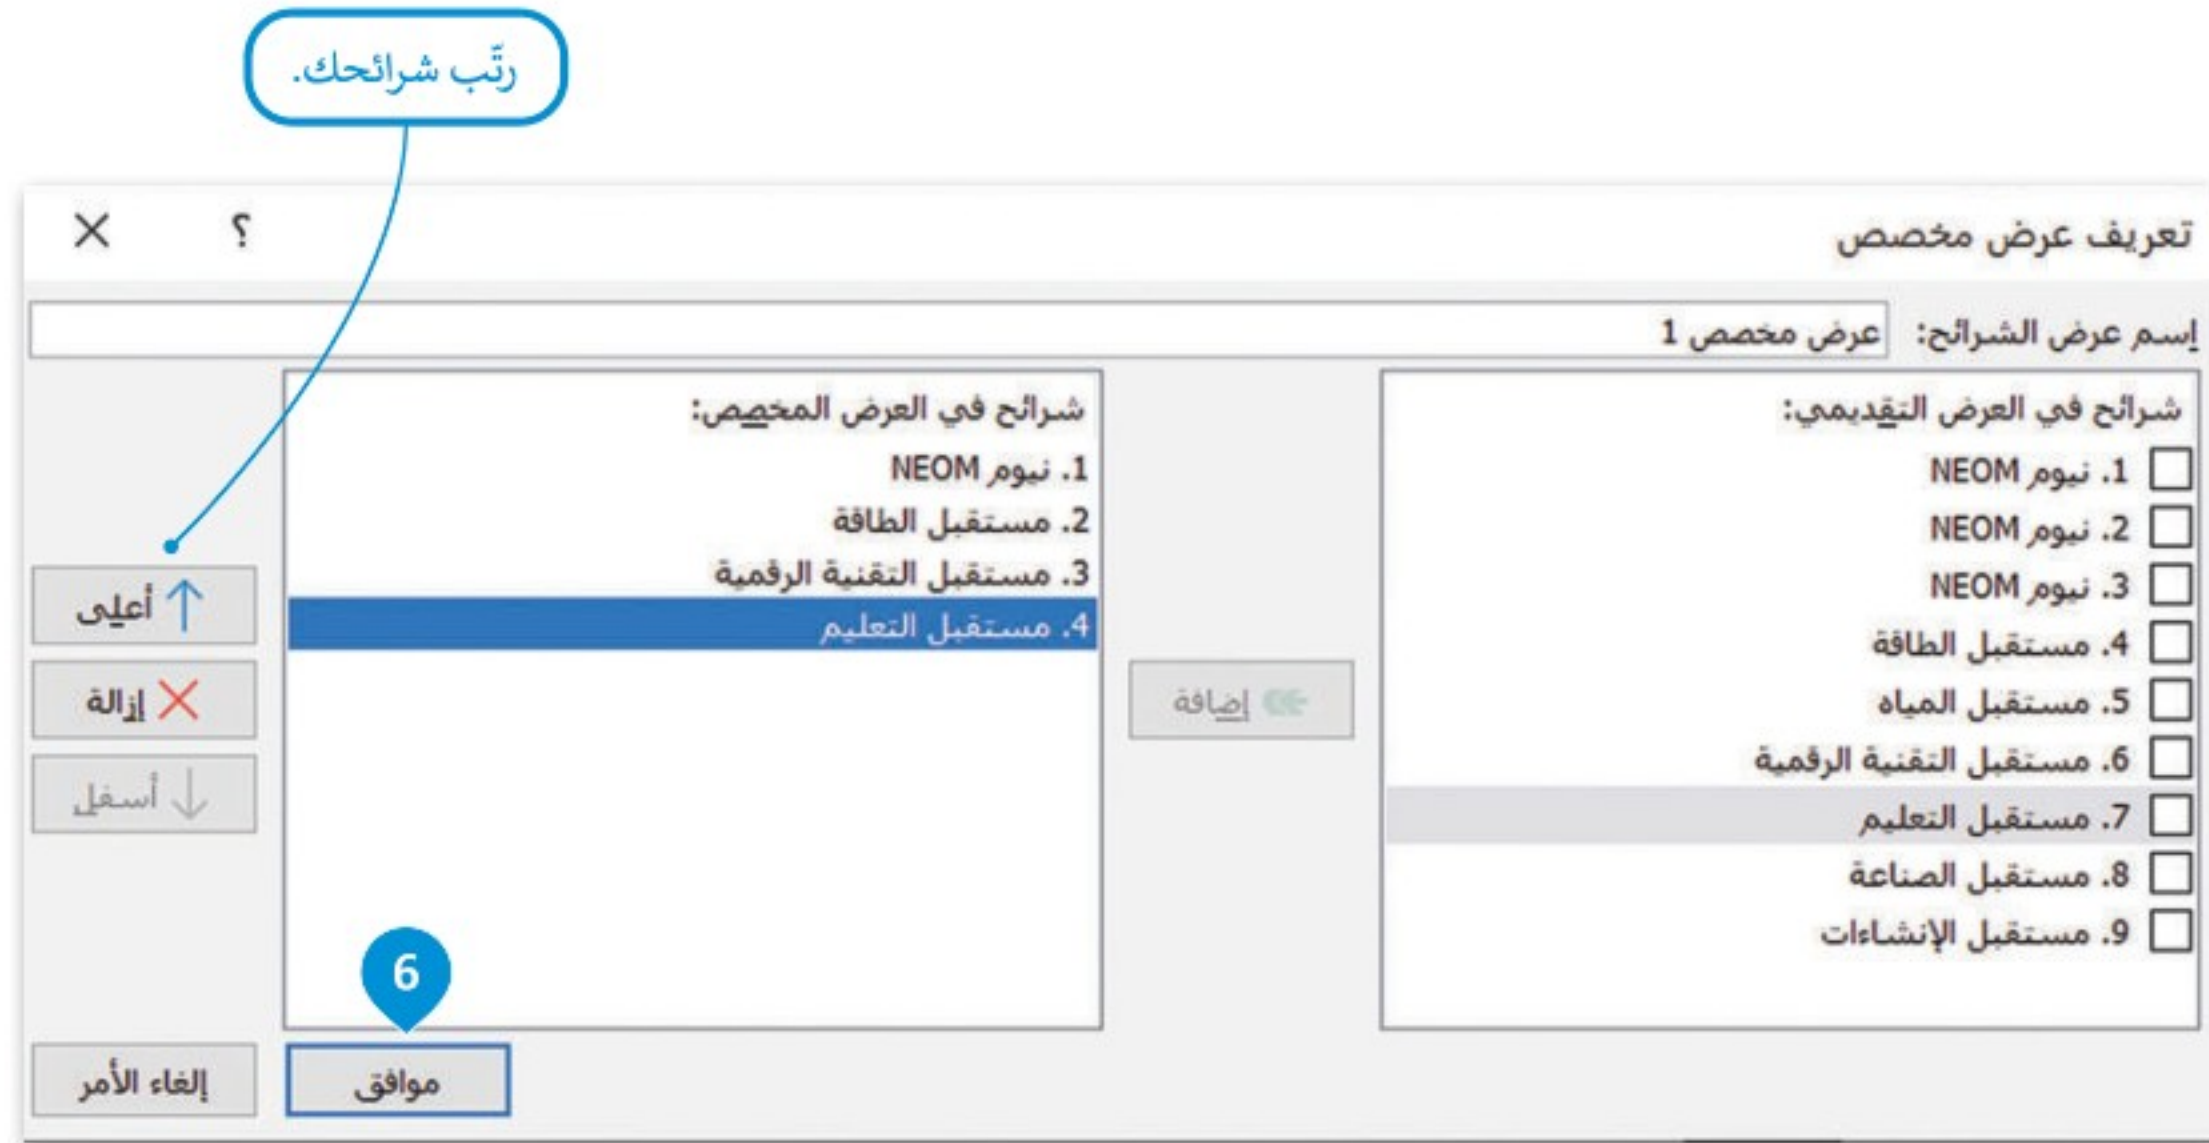 رتّب شرائحك.
تعريف عرض مخصص ؟
إسم عرض الشرائح: عرض مخصص 1
شرائح في العرض التقديمي:
1. نيوم NEOM
2. نيوم NEOM
3. نيوم NEOM
4. مستقبل الطاقة
5. مستقبل المياه
6. مستقبل التقنية الرقمية
7. مستقبل التعليم
8. مستقبل الصناعة
9. مستقبل الإنشاءات
إضافة
شرائح في العرض المخصص:
1. نيوم NEOM
2. مستقبل الطاقة
3. مستقبل التقنية الرقمية
4. مستقبل التعليم
أعلى
إزالة
أسفل
6
موافق
إلغاء الأمر